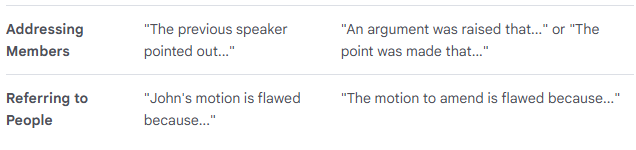 Addressing Members "The previous speaker pointed out..." "An argument was raised that..." or "The point was made that..."
Referring to People "John's motion is flawed because..." "The motion to amend is flawed because..."